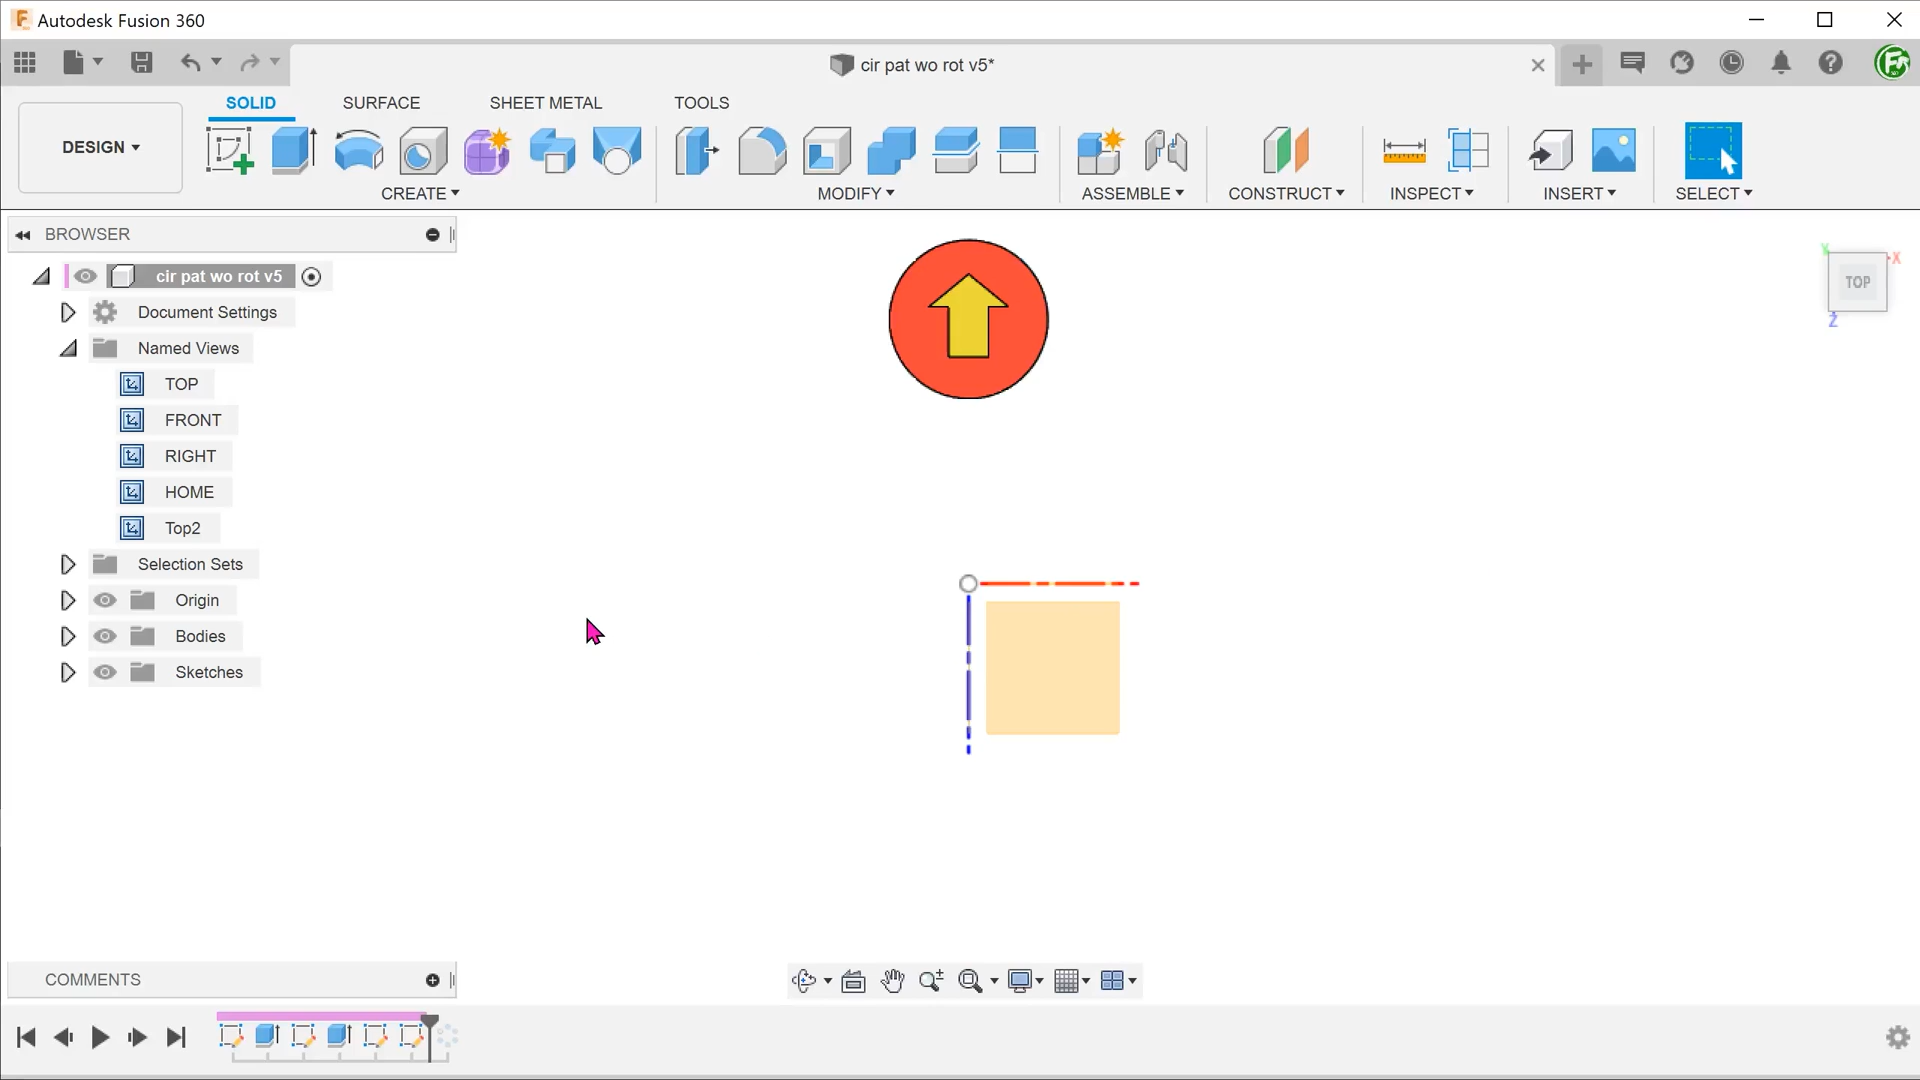 Autodesk Fusion 360
cir pat wo rot v5*
SOLID SURFACE SHEET METAL TOOLS
DESIGN
CREATE MODIFY ASSEMBLE CONSTRUCT INSPECT INSERT SELECT
BROWSER
cir pat wo rot v5
Document Settings
Named Views
TOP
FRONT
RIGHT
HOME
Top2
Selection Sets
Origin
Bodies
Sketches
Y
X
TOP
Z
COMMENTS